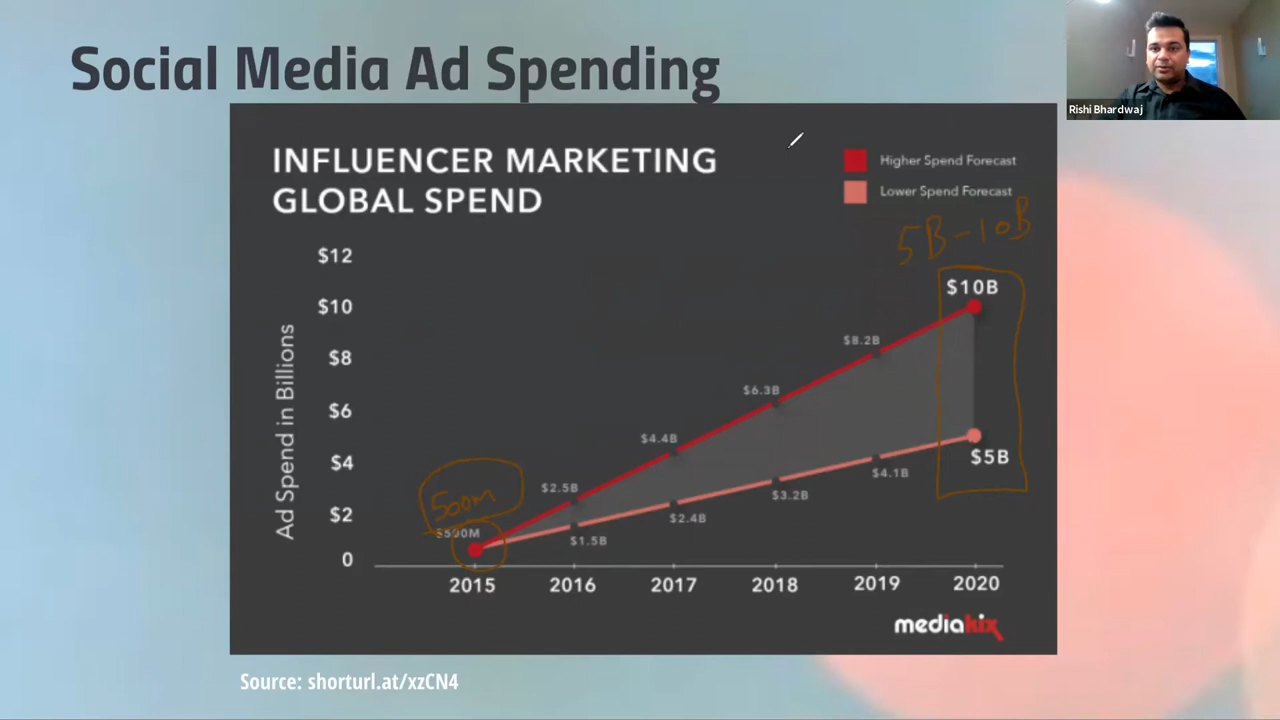 Social Media Ad Spending
Rishi Bhardwaj
INFLUENCER MARKETING
GLOBAL SPEND
Higher Spend Forecast
Lower Spend Forecast
5B-10B
Ad Spend in Billions
$12
$10
$8
$6
$4
$2
0
$10B
$8.2B
$6.3B
$4.4B
$2.5B
500m
$500M
$1.5B
$2.4B
$3.2B
$4.1B
$5B
2015 2016 2017 2018 2019 2020
mediakix
Source: shorturl.at/xzCN4